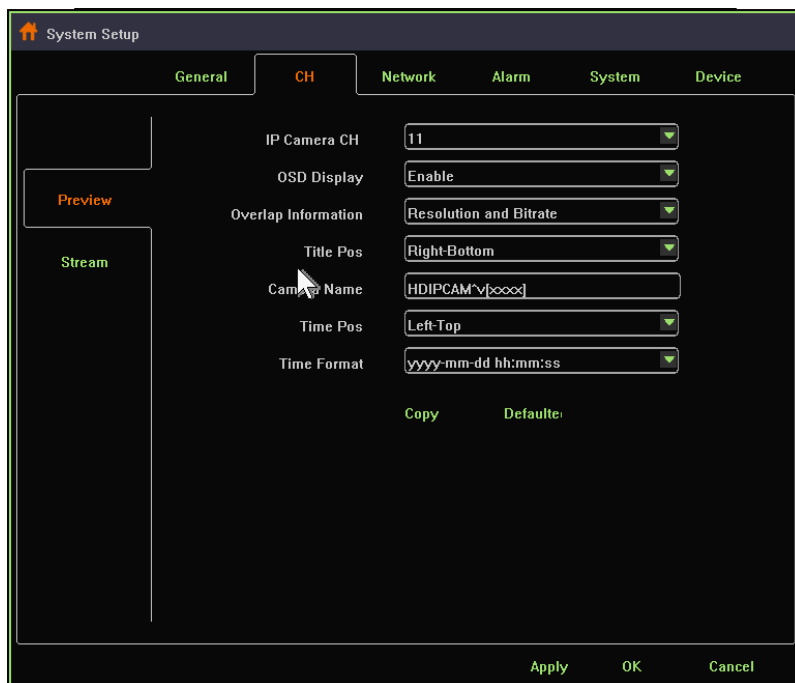 System Setup
General CH Network Alarm System Device
IP Camera CH 11
OSD Display Enable
Preview
Overlap Information Resolution and Bitrate
Title Pos Right-Bottom
Stream
Camera Name HDIPCAM^v[xxxx]
Time Pos Left-Top
Time Format yyyy-mm-dd hh:mm:ss
Copy Defaulte
Apply OK Cancel